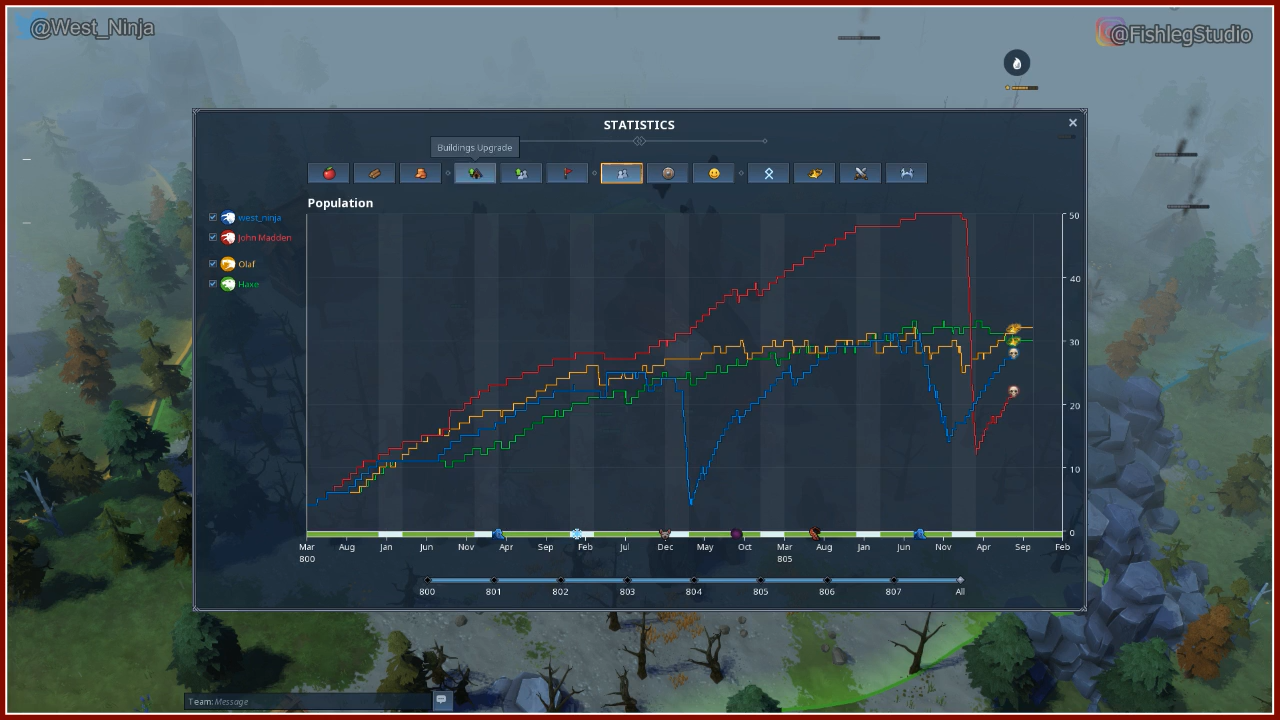 @West_Ninja
@FishlegStudio
STATISTICS
Buildings Upgrade
Population
west_ninja
John Madden
Olaf
Haxe
50
40
30
20
10
0
Mar Aug Jan Jun Nov Apr Sep Feb Jul Dec May Oct Mar Aug Jan Jun Nov Apr Sep Feb
800 805
800 801 802 803 804 805 806 807 All
Team: Message